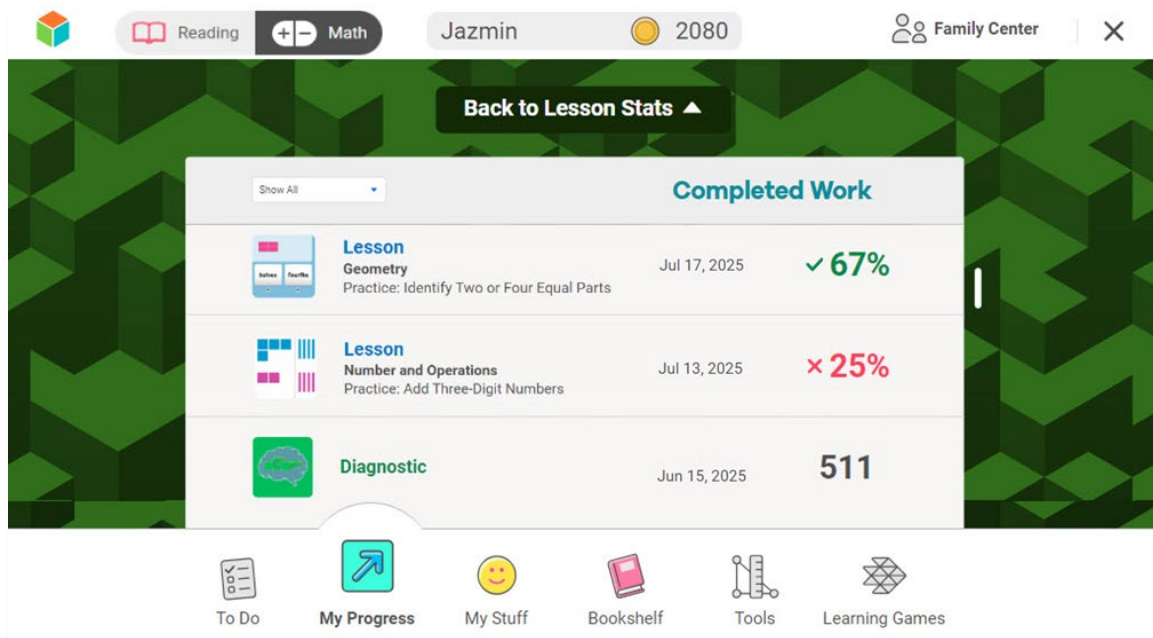 Reading
Math
Jazmin
2080
Family Center
Back to Lesson Stats
Show All
Completed Work
halves fourths
Lesson
Geometry
Practice: Identify Two or Four Equal Parts
Jul 17, 2025
67%
Lesson
Number and Operations
Practice: Add Three-Digit Numbers
Jul 13, 2025
25%
Diagnostic
Jun 15, 2025
511
To Do
My Progress
My Stuff
Bookshelf
Tools
Learning Games